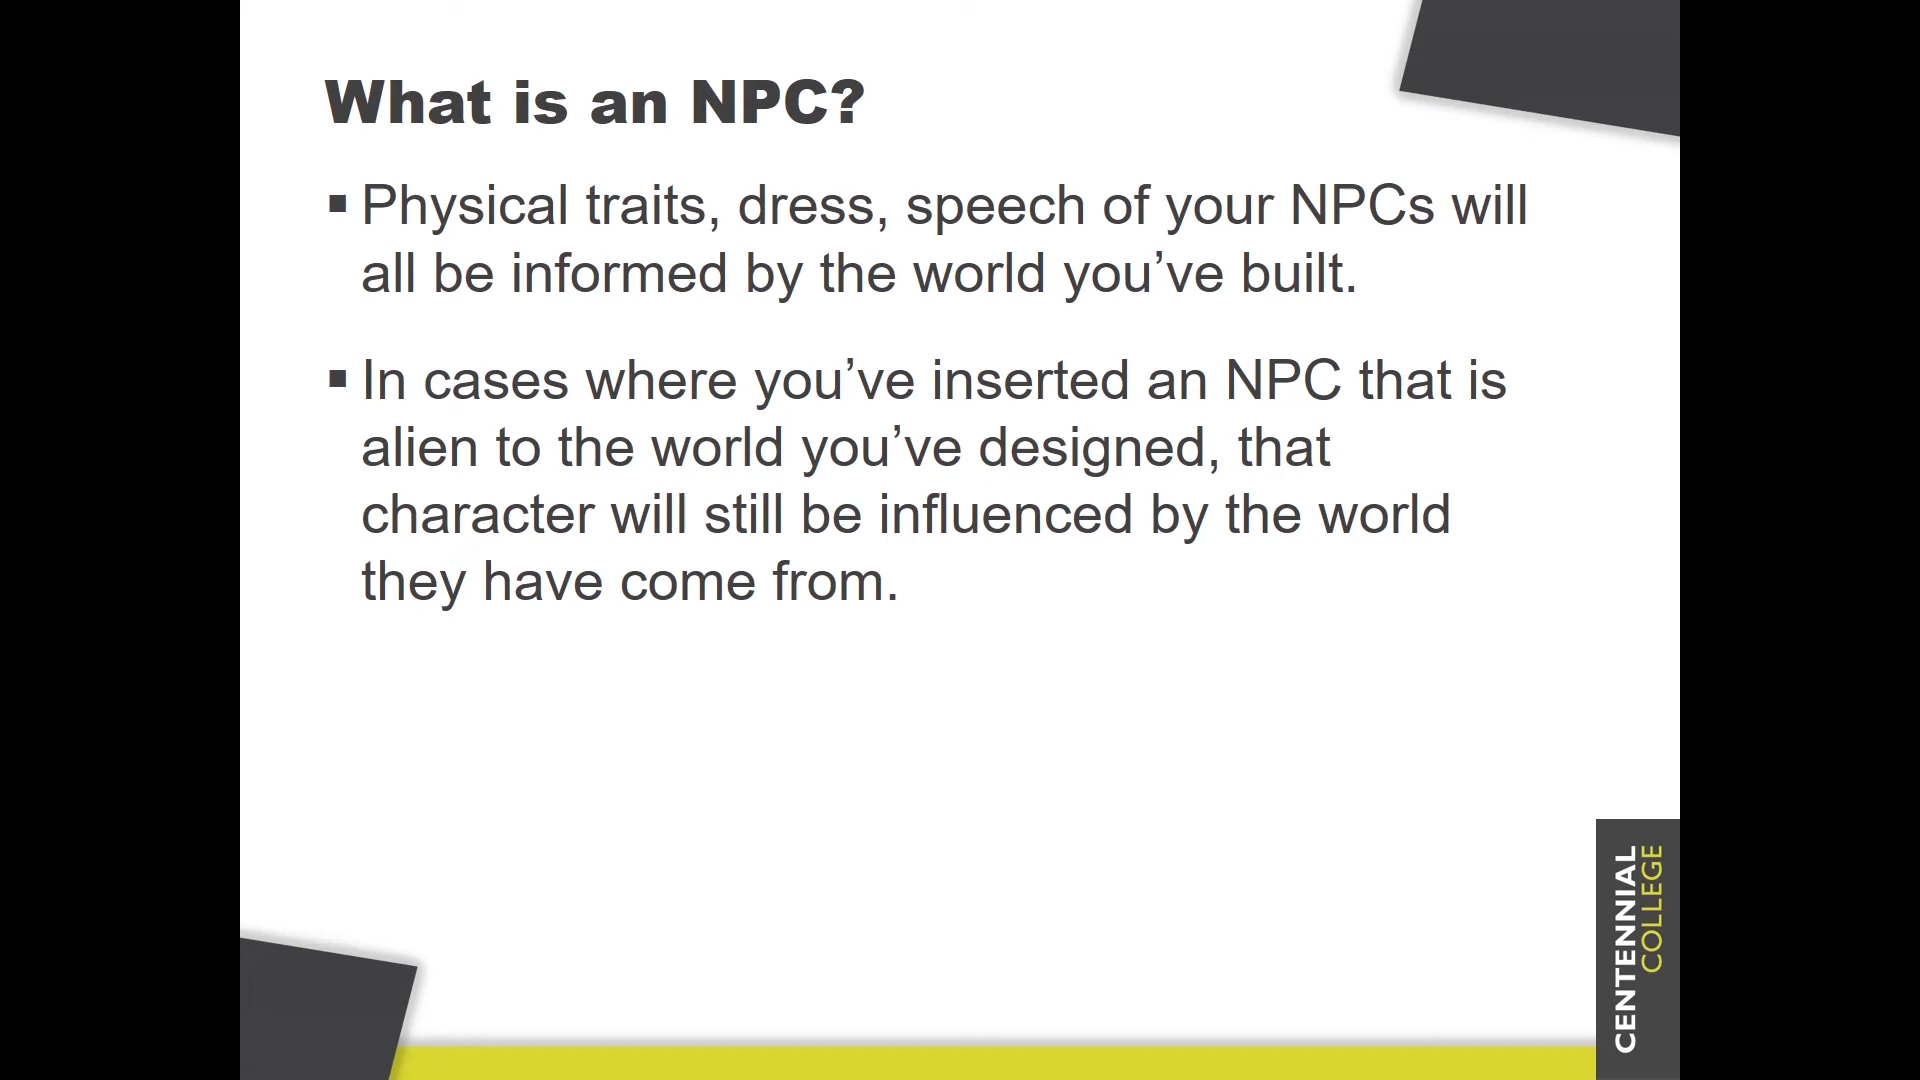 What is an NPC?
▪ Physical traits, dress, speech of your NPCs will
all be informed by the world you’ve built.
▪ In cases where you’ve inserted an NPC that is
alien to the world you’ve designed, that
character will still be influenced by the world
they have come from.
CENTENNIAL
COLLEGE